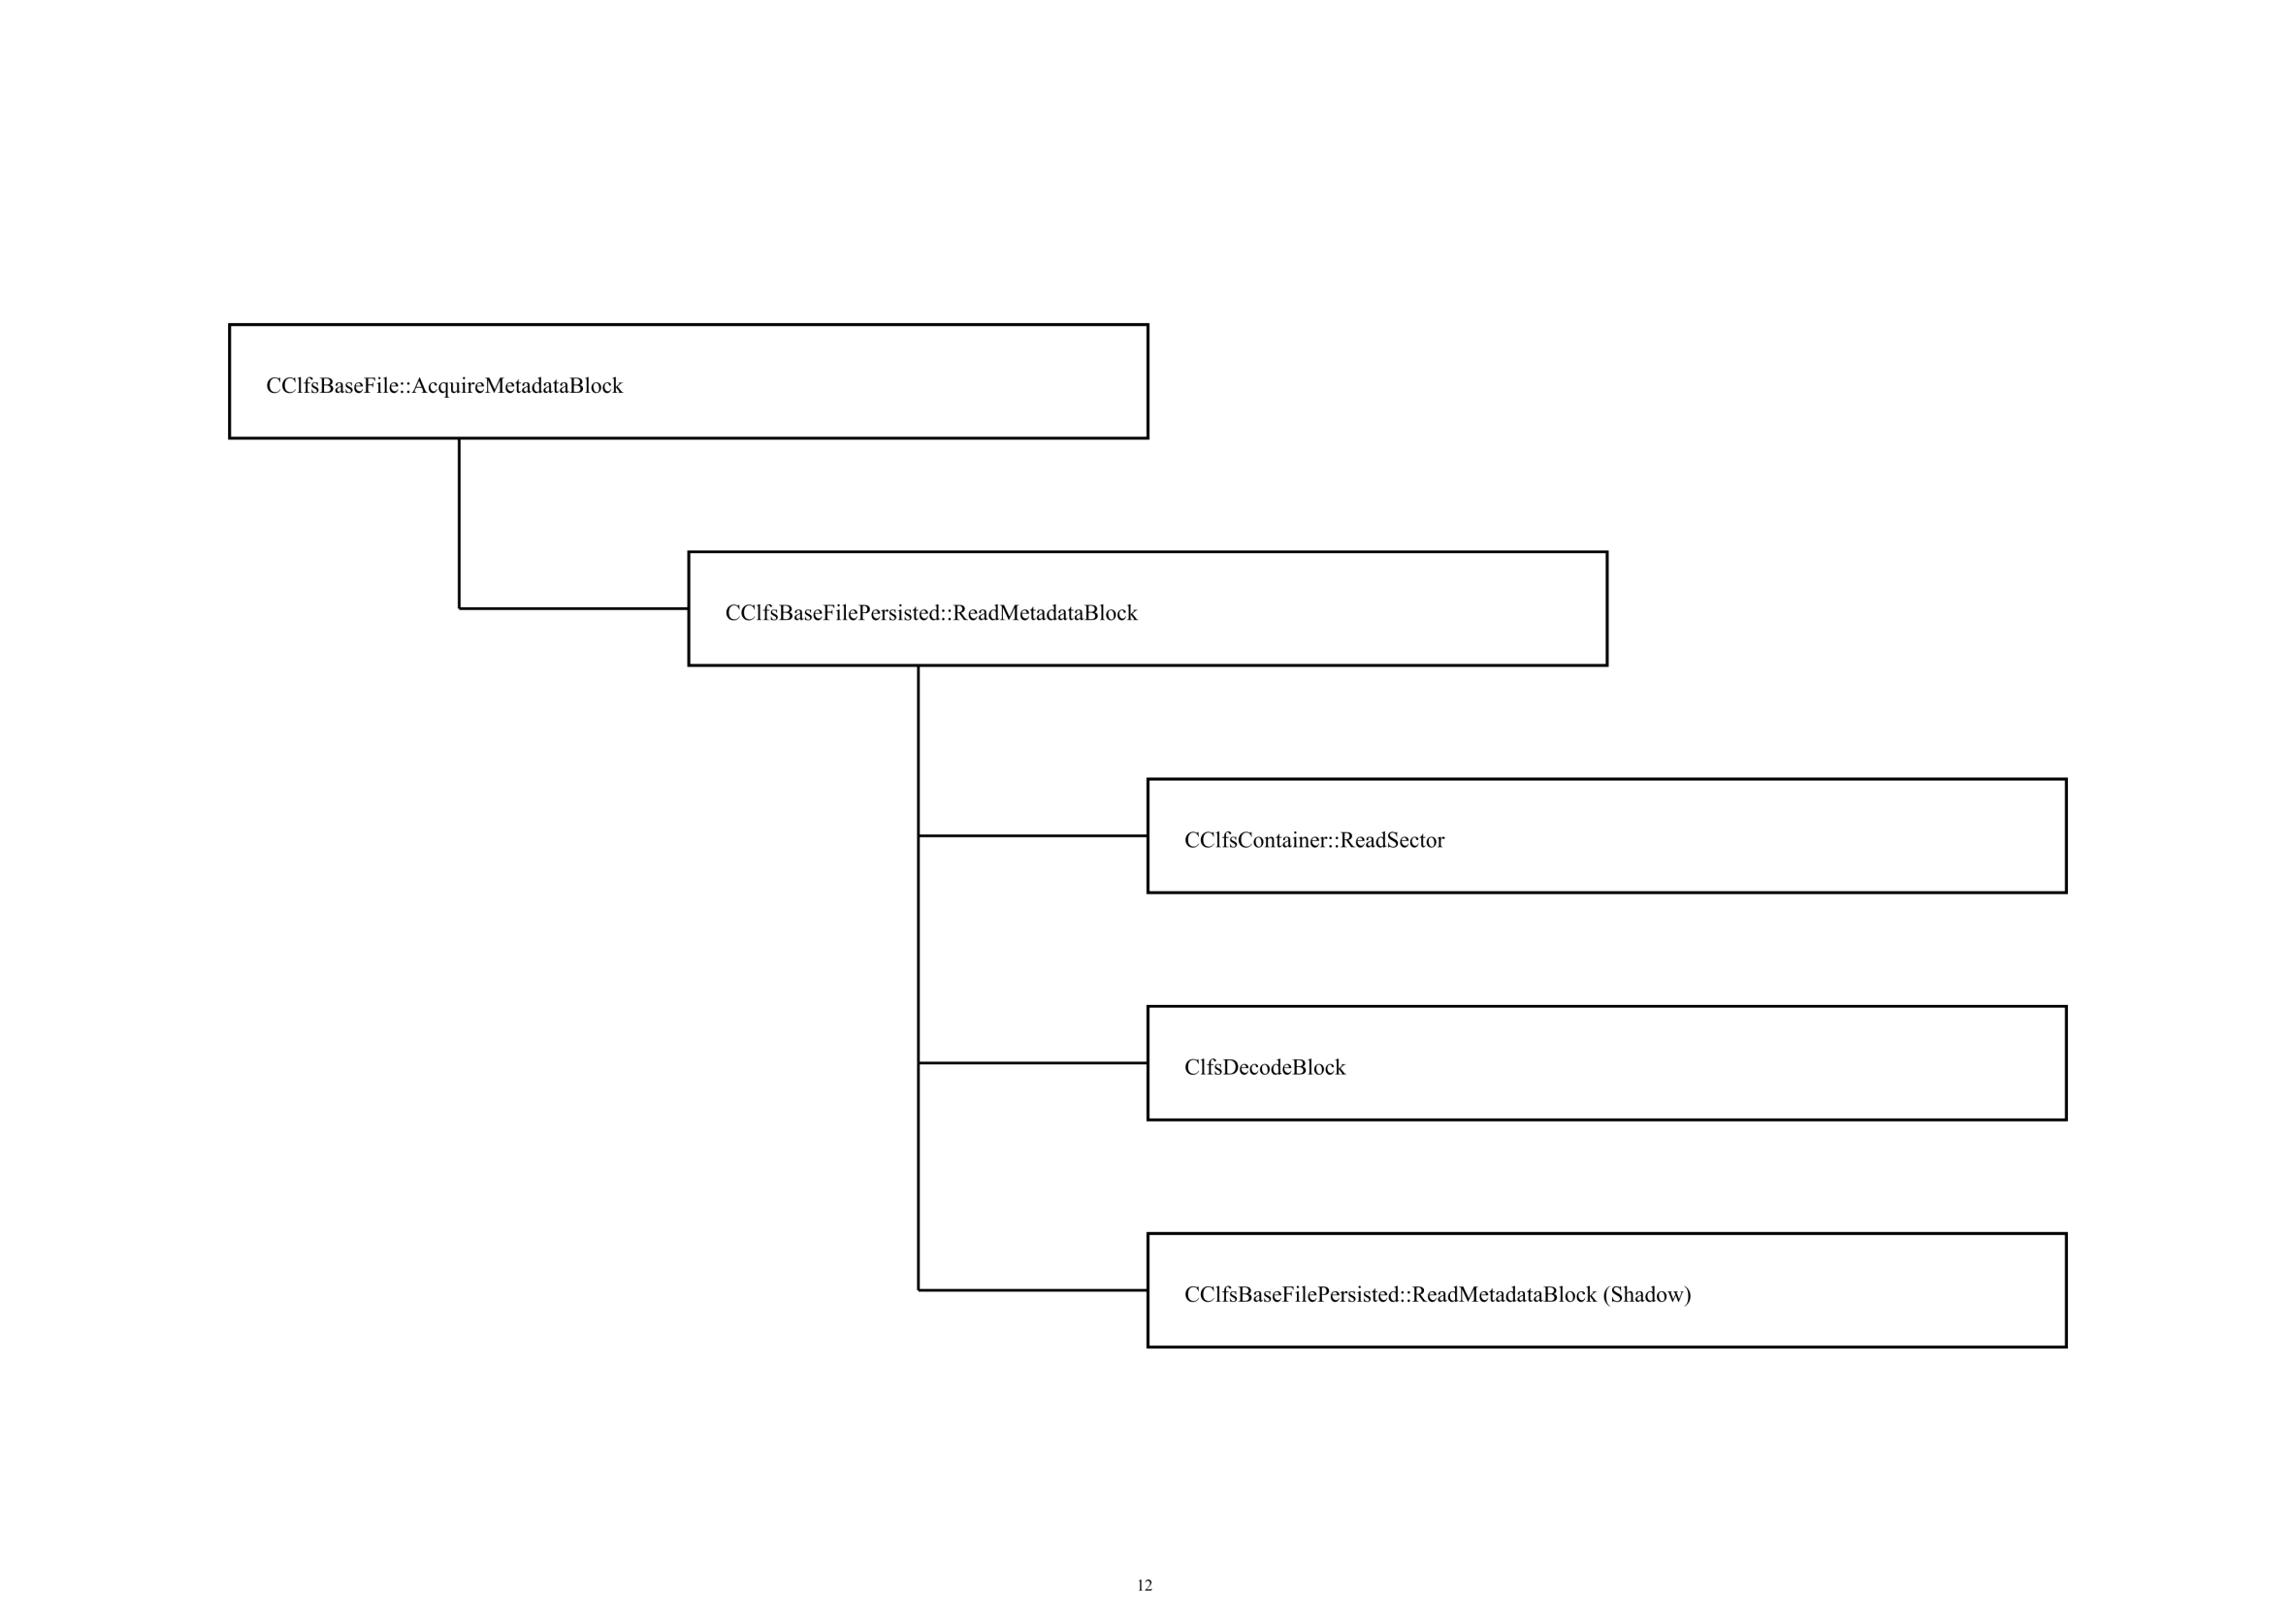 CClfsBaseFile::AcquireMetadataBlock
CClfsBaseFilePersisted::ReadMetadataBlock
CClfsContainer::ReadSector
ClfsDecodeBlock
CClfsBaseFilePersisted::ReadMetadataBlock (Shadow)
12